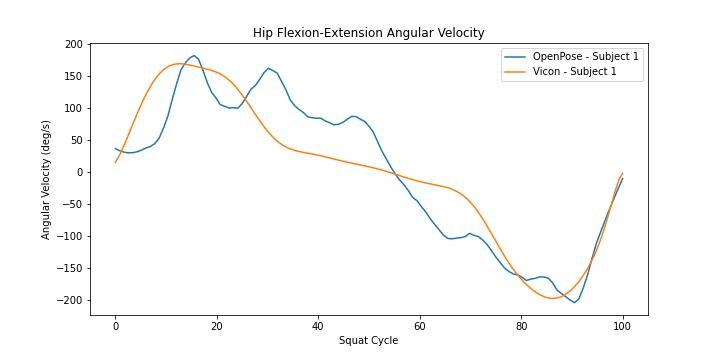 Hip Flexion-Extension Angular Velocity
OpenPose - Subject 1
Vicon - Subject 1
Angular Velocity (deg/s)
200
150
100
50
0
−50
−100
−150
−200
0 20 40 60 80 100
Squat Cycle